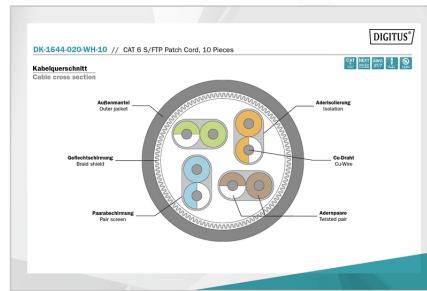 DIGITUS®
DK-1644-020-WH-10 // CAT 6 S/FTP Patch Cord, 10 Pieces
Kabelquerschnitt
Cable cross section
Außenmantel
Outer jacket
Aderisolierung
Isolation
Geflechtschirmung
Braid shield
Cu-Draht
Cu-Wire
Paarabschirmung
Pair screen
Adernpaare
Twisted pair